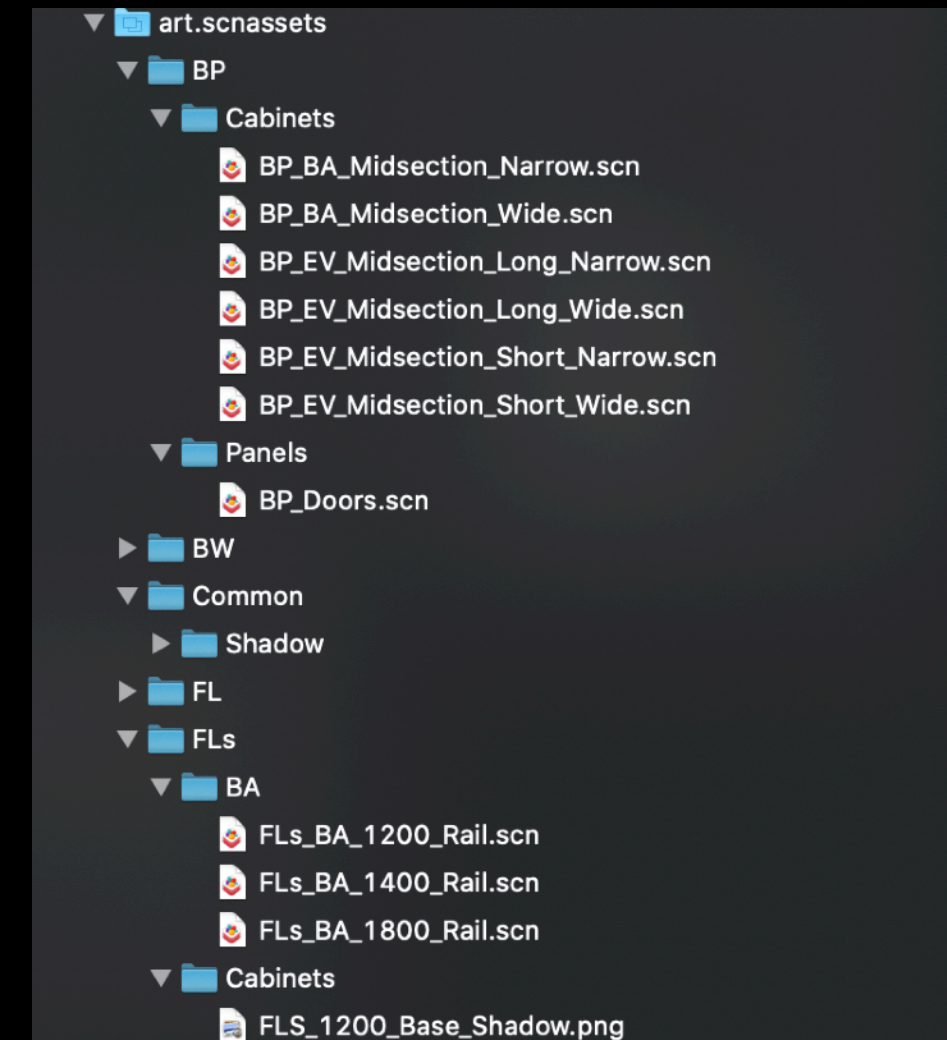 art.scnassets
BP
Cabinets
BP_BA_Midsection_Narrow.scn
BP_BA_Midsection_Wide.scn
BP_EV_Midsection_Long_Narrow.scn
BP_EV_Midsection_Long_Wide.scn
BP_EV_Midsection_Short_Narrow.scn
BP_EV_Midsection_Short_Wide.scn
Panels
BP_Doors.scn
BW
Common
Shadow
FL
FLs
BA
FLs_BA_1200_Rail.scn
FLs_BA_1400_Rail.scn
FLs_BA_1800_Rail.scn
Cabinets
FLS_1200_Base_Shadow.png